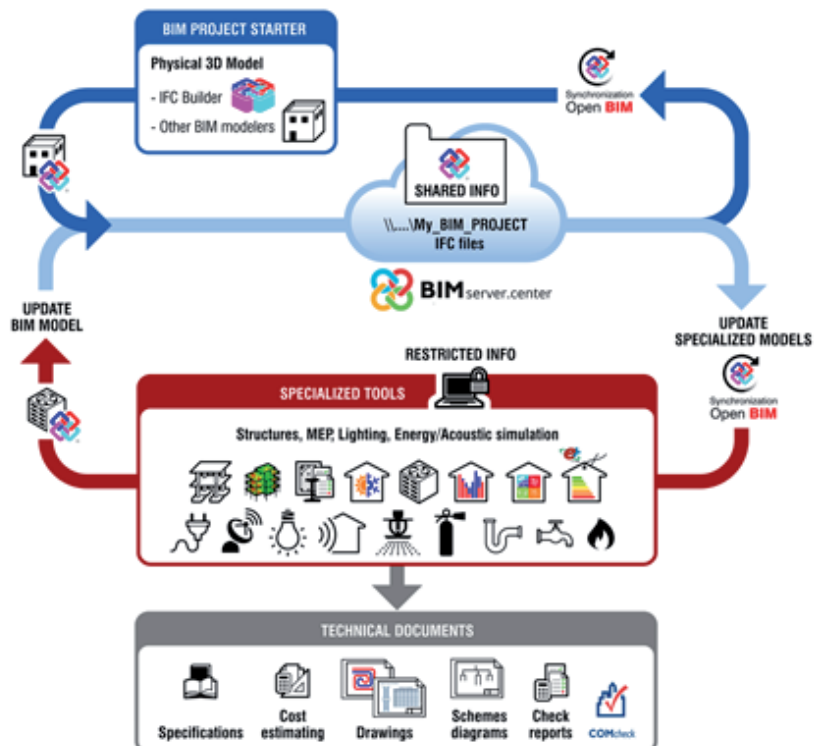 BIM PROJECT STARTER
Physical 3D Model
- IFC Builder
- Other BIM modelers
Synchronization
Open BIM
SHARED INFO
\\....\My_BIM_PROJECT
IFC files
BIMserver.center
UPDATE
BIM MODEL
UPDATE
SPECIALIZED MODELS
Synchronization
Open BIM
RESTRICTED INFO
SPECIALIZED TOOLS
Structures, MEP, Lighting, Energy/Acoustic simulation
TECHNICAL DOCUMENTS
Specifications
Cost
estimating
Drawings
Schemes
diagrams
Check
reports
COMcheck